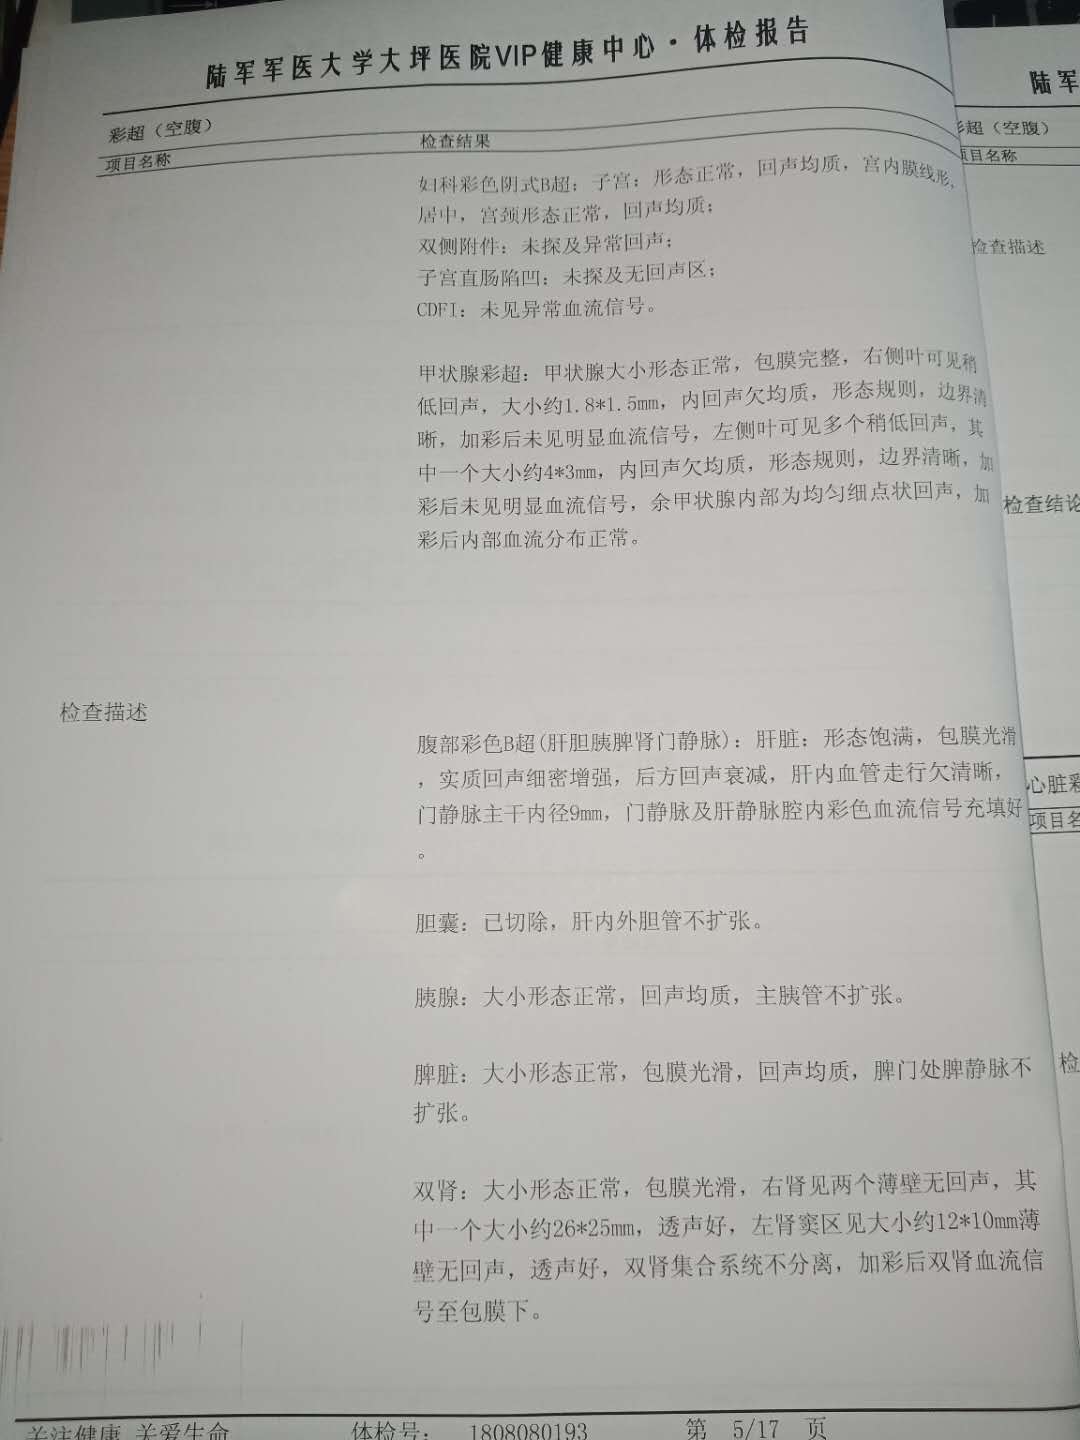 陆军军医大学大坪医院VIP健康中心·体检报告
彩超（空腹）
项目名称 检查结果
妇科彩色阴式B超：子宫：形态正常，回声均质，宫内膜线形，
居中，宫颈形态正常，回声均质；
双侧附件：未探及异常回声；
子宫直肠陷凹：未探及无回声区；
CDFI：未见异常血流信号。
甲状腺彩超：甲状腺大小形态正常，包膜完整，右侧叶可见稍
低回声，大小约1.8*1.5mm，内回声欠均质，形态规则，边界清
晰，加彩后未见明显血流信号，左侧叶可见多个稍低回声，其
中一个大小约4*3mm，内回声欠均质，形态规则，边界清晰，加
彩后未见明显血流信号，余甲状腺内部为均匀细点状回声，加
彩后内部血流分布正常。
检查描述
腹部彩色B超(肝胆胰脾肾门静脉)：肝脏：形态饱满，包膜光滑
，实质回声细密增强，后方回声衰减，肝内血管走行欠清晰，
门静脉主干内径9mm，门静脉及肝静脉腔内彩色血流信号充填好
。
胆囊：已切除，肝内外胆管不扩张。
胰腺：大小形态正常，回声均质，主胰管不扩张。
脾脏：大小形态正常，包膜光滑，回声均质，脾门处脾静脉不
扩张。
双肾：大小形态正常，包膜光滑，右肾见两个薄壁无回声，其
中一个大小约26*25mm，透声好，左肾窦区见大小约12*10mm薄
壁无回声，透声好，双肾集合系统不分离，加彩后双肾血流信
号至包膜下。
关注健康 关爱生命 体检号： 1808080193 第 5/17 页
陆军
彩超（空腹）
项目名称
检查描述
检查结论
心脏彩
项目名
检